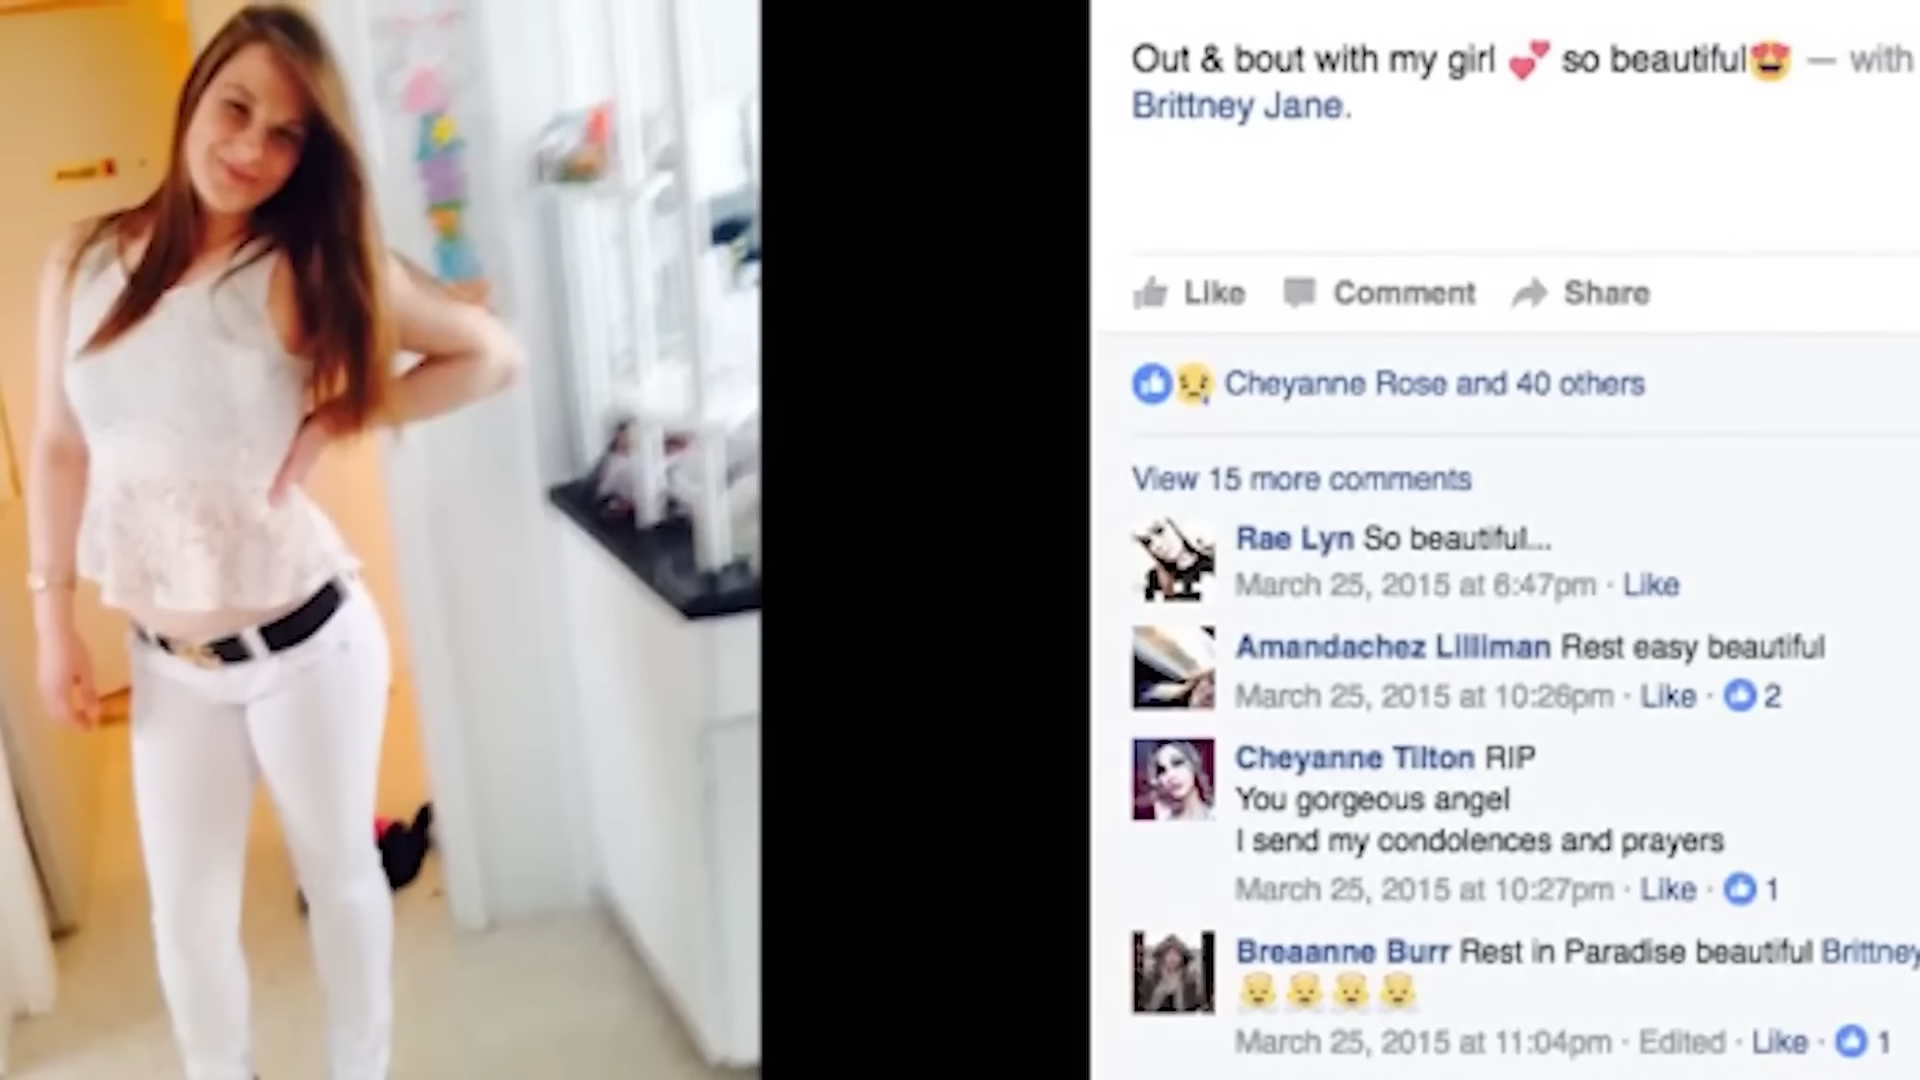 Out & bout with my girl 💕 so beautiful😍 — with
Brittney Jane.
Like Comment Share
Cheyanne Rose and 40 others
View 15 more comments
Rae Lyn So beautiful...
March 25, 2015 at 6:47pm · Like
Amandachez Lilliman Rest easy beautiful
March 25, 2015 at 10:26pm · Like · 2
Cheyanne Tilton RIP
You gorgeous angel
I send my condolences and prayers
March 25, 2015 at 10:27pm · Like · 1
Breaanne Burr Rest in Paradise beautiful Brittney
March 25, 2015 at 11:04pm · Edited · Like · 1